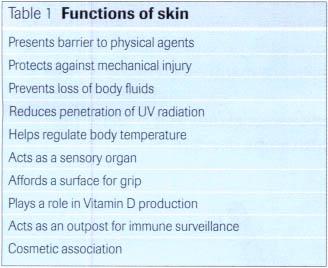 Table 1 Functions of skin
Presents barrier to physical agents
Protects against mechanical injury
Prevents loss of body fluids
Reduces penetration of UV radiation
Helps regulate body temperature
Acts as a sensory organ
Affords a surface for grip
Plays a role in Vitamin D production
Acts as an outpost for immune surveillance
Cosmetic association